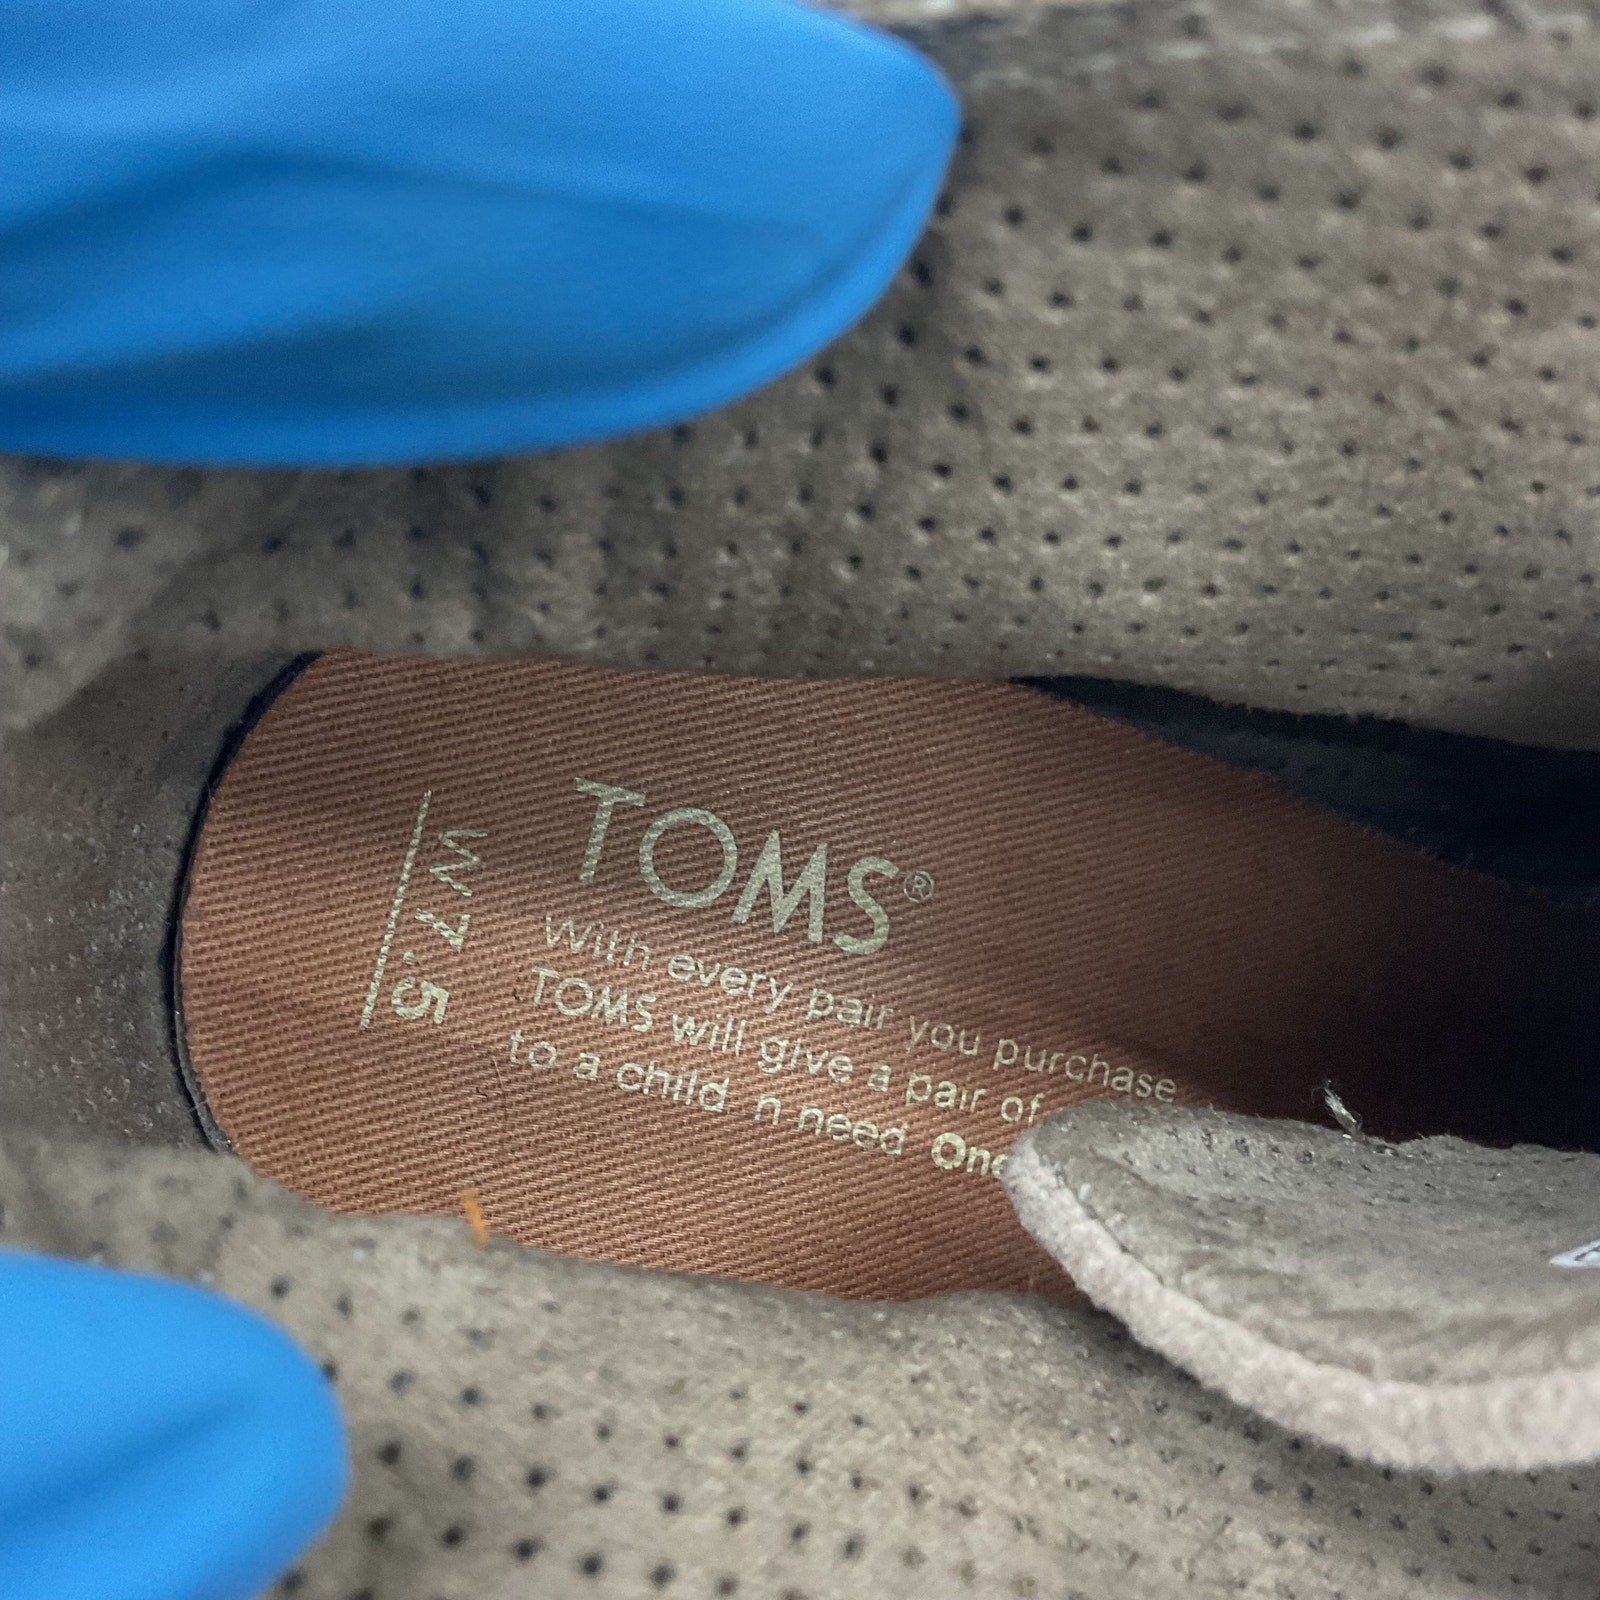 TOMS®
With every pair you purchase
TOMS will give a pair of
to a child n need One
W7.5